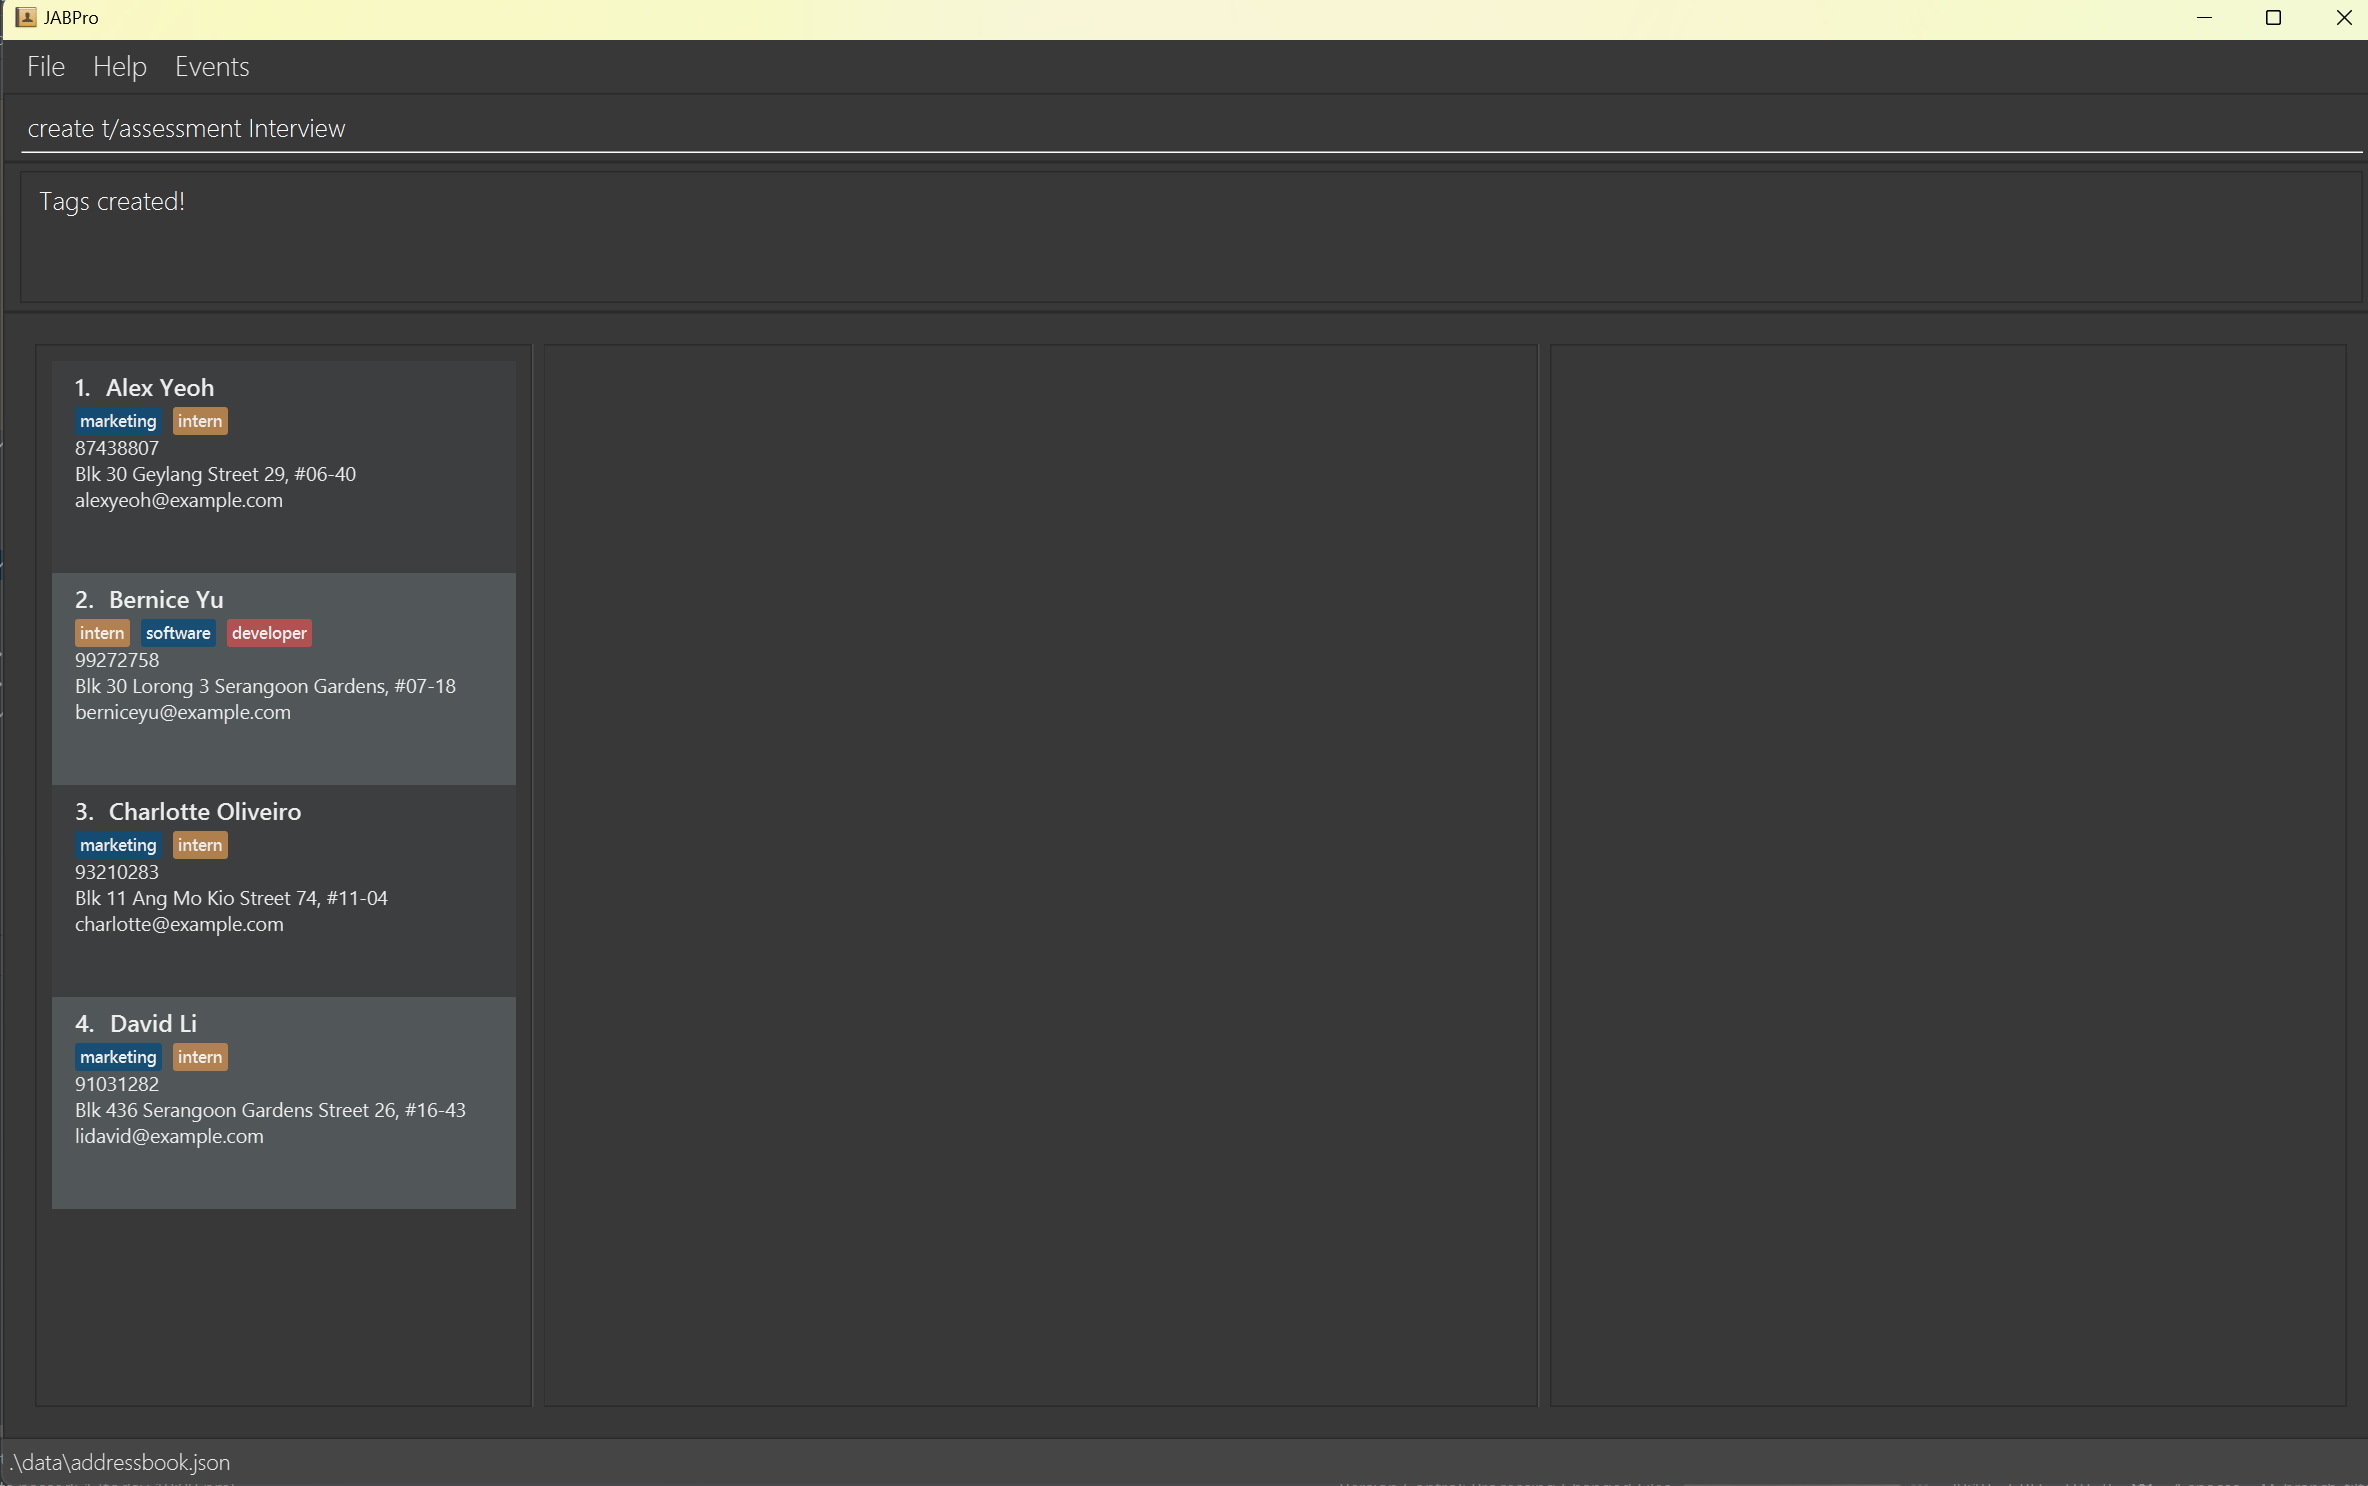 JABPro
File Help Events
create t/assessment Interview
Tags created!
1. Alex Yeoh
marketing intern
87438807
Blk 30 Geylang Street 29, #06-40
alexyeoh@example.com
2. Bernice Yu
intern software developer
99272758
Blk 30 Lorong 3 Serangoon Gardens, #07-18
berniceyu@example.com
3. Charlotte Oliveiro
marketing intern
93210283
Blk 11 Ang Mo Kio Street 74, #11-04
charlotte@example.com
4. David Li
marketing intern
91031282
Blk 436 Serangoon Gardens Street 26, #16-43
lidavid@example.com
.\data\addressbook.json